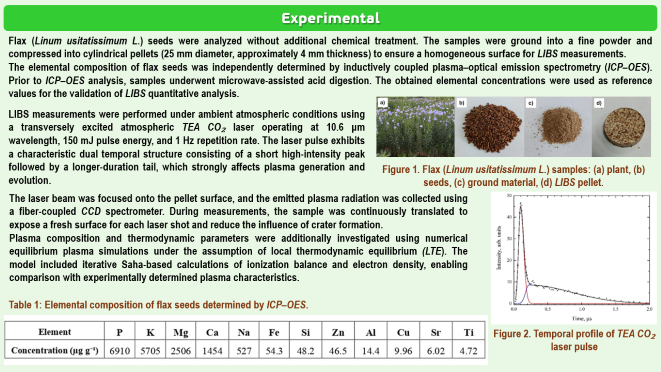 Experimental
Flax (Linum usitatissimum L.) seeds were analyzed without additional chemical treatment. The samples were ground into a fine powder and
compressed into cylindrical pellets (25 mm diameter, approximately 4 mm thickness) to ensure a homogeneous surface for LIBS measurements.
The elemental composition of flax seeds was independently determined by inductively coupled plasma–optical emission spectrometry (ICP–OES).
Prior to ICP–OES analysis, samples underwent microwave-assisted acid digestion. The obtained elemental concentrations were used as reference
values for the validation of LIBS quantitative analysis.
LIBS measurements were performed under ambient atmospheric conditions using
a transversely excited atmospheric TEA CO₂ laser operating at 10.6 µm
wavelength, 150 mJ pulse energy, and 1 Hz repetition rate. The laser pulse exhibits
a characteristic dual temporal structure consisting of a short high-intensity peak
followed by a longer-duration tail, which strongly affects plasma generation and
evolution.
a) b) c) d)
Figure 1. Flax (Linum usitatissimum L.) samples: (a) plant, (b)
seeds, (c) ground material, (d) LIBS pellet.
The laser beam was focused onto the pellet surface, and the emitted plasma radiation was collected using
a fiber-coupled CCD spectrometer. During measurements, the sample was continuously translated to
expose a fresh surface for each laser shot and reduce the influence of crater formation.
Plasma composition and thermodynamic parameters were additionally investigated using numerical
equilibrium plasma simulations under the assumption of local thermodynamic equilibrium (LTE). The
model included iterative Saha-based calculations of ionization balance and electron density, enabling
comparison with experimentally determined plasma characteristics.
Intensity, arb. units
50
40
30
20
10
0
0.0 0.5 1.0 1.5 2.0
Time, µs
Figure 2. Temporal profile of TEA CO₂
laser pulse
Table 1: Elemental composition of flax seeds determined by ICP–OES.
Element P K Mg Ca Na Fe Si Zn Al Cu Sr Ti
Concentration (µg g⁻¹) 6910 5705 2506 1454 527 54.3 48.2 46.5 14.4 9.96 6.02 4.72